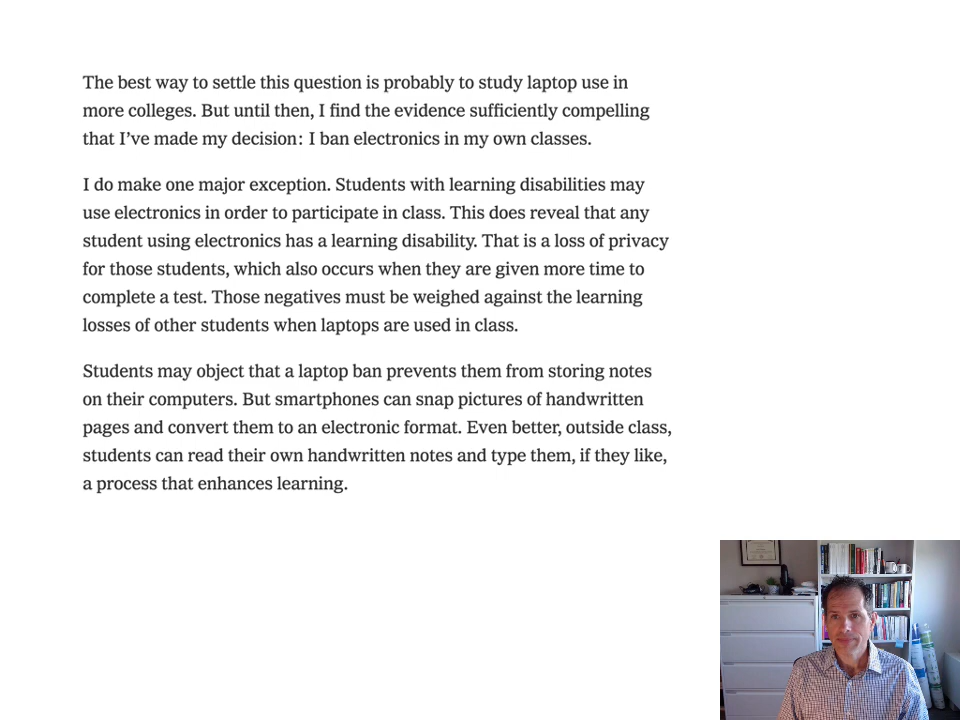 The best way to settle this question is probably to study laptop use in
more colleges. But until then, I find the evidence sufficiently compelling
that I’ve made my decision: I ban electronics in my own classes.
I do make one major exception. Students with learning disabilities may
use electronics in order to participate in class. This does reveal that any
student using electronics has a learning disability. That is a loss of privacy
for those students, which also occurs when they are given more time to
complete a test. Those negatives must be weighed against the learning
losses of other students when laptops are used in class.
Students may object that a laptop ban prevents them from storing notes
on their computers. But smartphones can snap pictures of handwritten
pages and convert them to an electronic format. Even better, outside class,
students can read their own handwritten notes and type them, if they like,
a process that enhances learning.